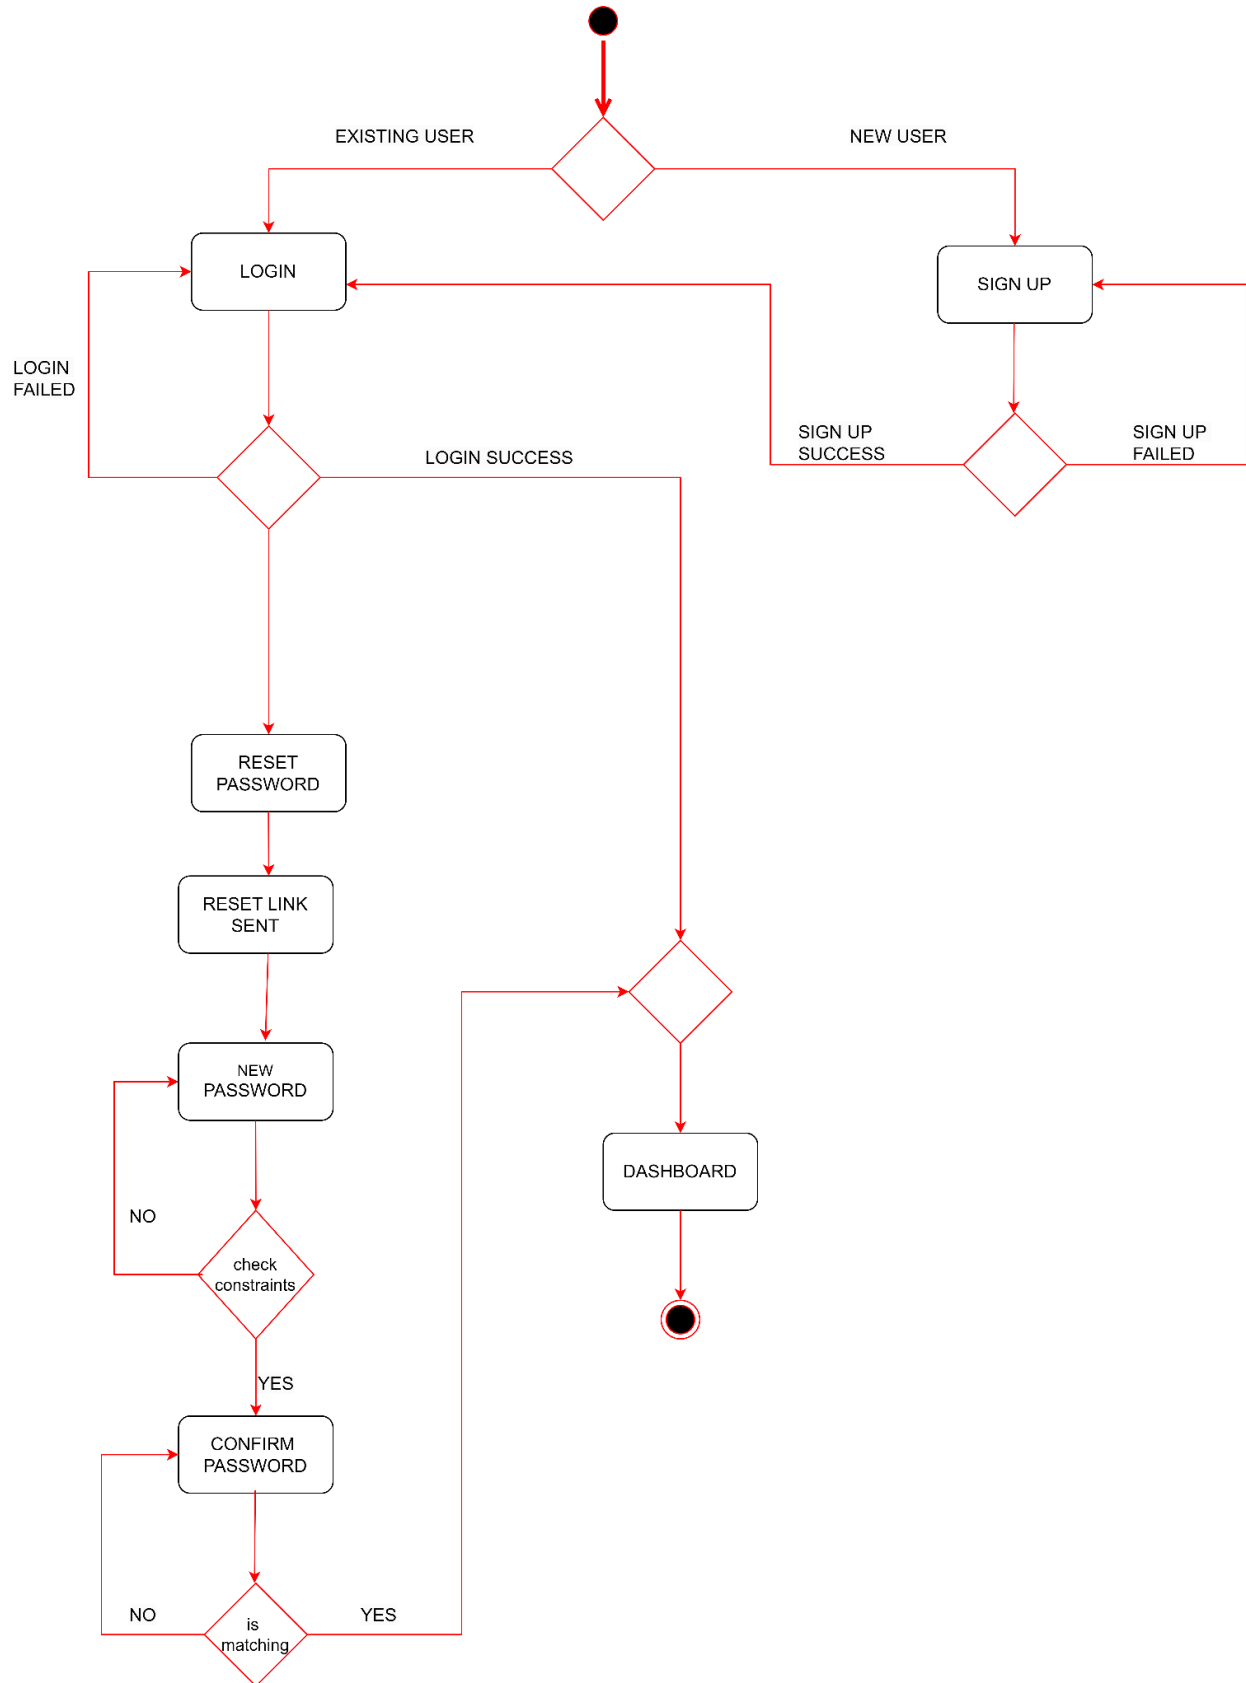 EXISTING USER
NEW USER
LOGIN
SIGN UP
LOGIN
FAILED
LOGIN SUCCESS
SIGN UP
SUCCESS
SIGN UP
FAILED
RESET
PASSWORD
RESET LINK
SENT
NEW
PASSWORD
DASHBOARD
NO
check
constraints
YES
CONFIRM
PASSWORD
NO
is
matching
YES